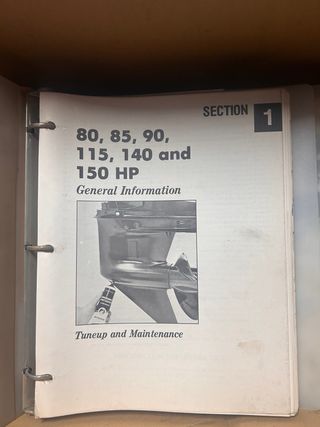 SECTION 1
80, 85, 90,
115, 140 and
150 HP
General Information
Tuneup and Maintenance